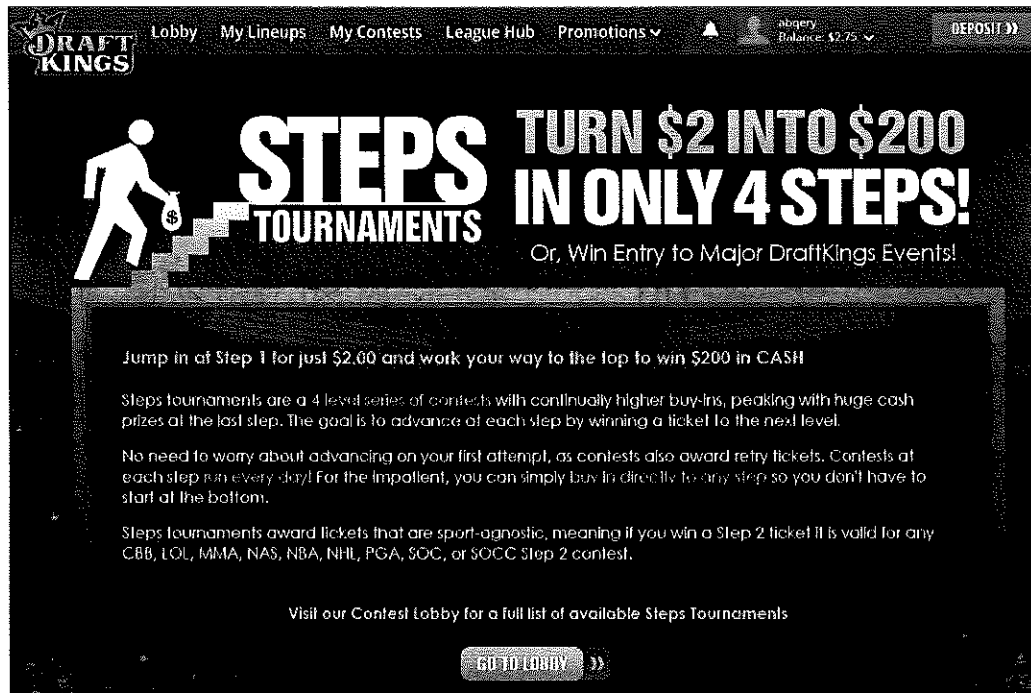 DRAFT KINGS
Lobby My Lineups My Contests League Hub Promotions
abqery
Balance: $2.75
DEPOSIT
STEPS
TOURNAMENTS
TURN $2 INTO $200
IN ONLY 4 STEPS!
Or, Win Entry to Major DraftKings Events!
$
Jump in at Step 1 for just $2.00 and work your way to the top to win $200 in CASH
Steps tournaments are a 4 level series of contests with continually higher buy-ins, peaking with huge cash
prizes at the last step. The goal is to advance at each step by winning a ticket to the next level.
No need to worry about advancing on your first attempt, as contests also award retry tickets. Contests at
each step run every day! For the impatient, you can simply buy in directly to any step so you don't have to
start at the bottom.
Steps tournaments award tickets that are sport-agnostic, meaning if you win a Step 2 ticket it is valid for any
CBB, LOL, MMA, NAS, NBA, NHL, PGA, SOC, or SOCC Step 2 contest.
Visit our Contest Lobby for a full list of available Steps Tournaments
GO TO LOBBY